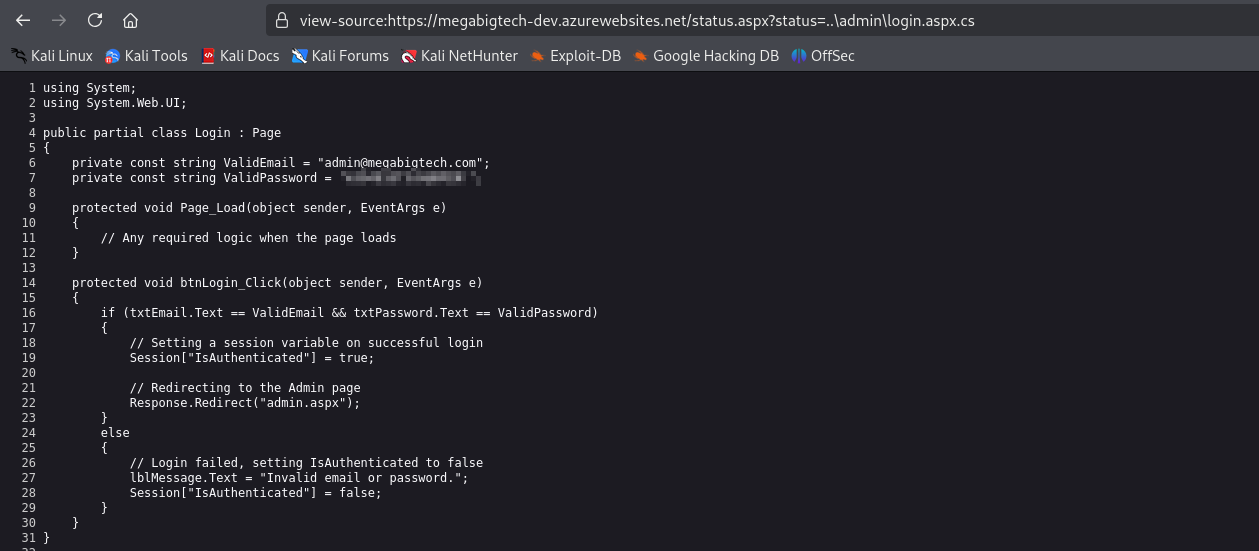 view-source:https://megabigtech-dev.azurewebsites.net/status.aspx?status=..\admin\login.aspx.cs
Kali Linux Kali Tools Kali Docs Kali Forums Kali NetHunter Exploit-DB Google Hacking DB OffSec
1 using System;
2 using System.Web.UI;
3
4 public partial class Login : Page
5 {
6     private const string ValidEmail = "admin@megabigtech.com";
7     private const string ValidPassword = " ";
8
9     protected void Page_Load(object sender, EventArgs e)
10     {
11         // Any required logic when the page loads
12     }
13
14     protected void btnLogin_Click(object sender, EventArgs e)
15     {
16         if (txtEmail.Text == ValidEmail && txtPassword.Text == ValidPassword)
17         {
18             // Setting a session variable on successful login
19             Session["IsAuthenticated"] = true;
20
21             // Redirecting to the Admin page
22             Response.Redirect("admin.aspx");
23         }
24         else
25         {
26             // Login failed, setting IsAuthenticated to false
27             lblMessage.Text = "Invalid email or password.";
28             Session["IsAuthenticated"] = false;
29         }
30     }
31 }